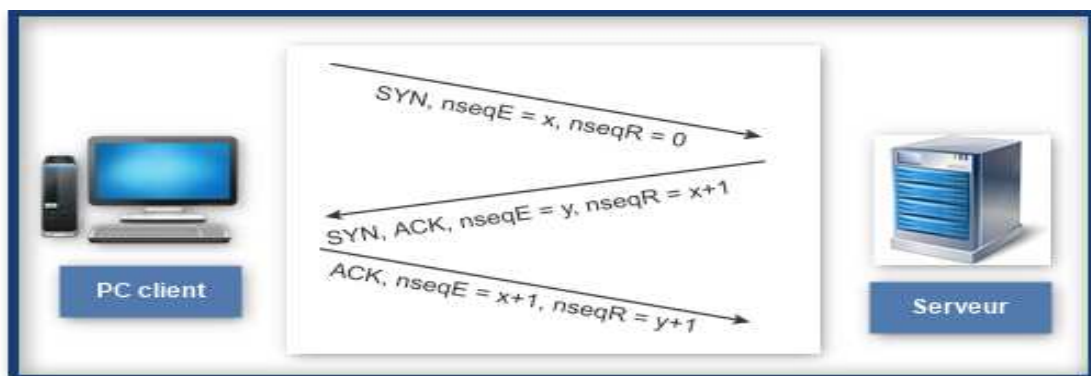 SYN, nseqE = x, nseqR = 0
SYN, ACK, nseqE = y, nseqR = x+1
ACK, nseqE = x+1, nseqR = y+1
PC client
Serveur